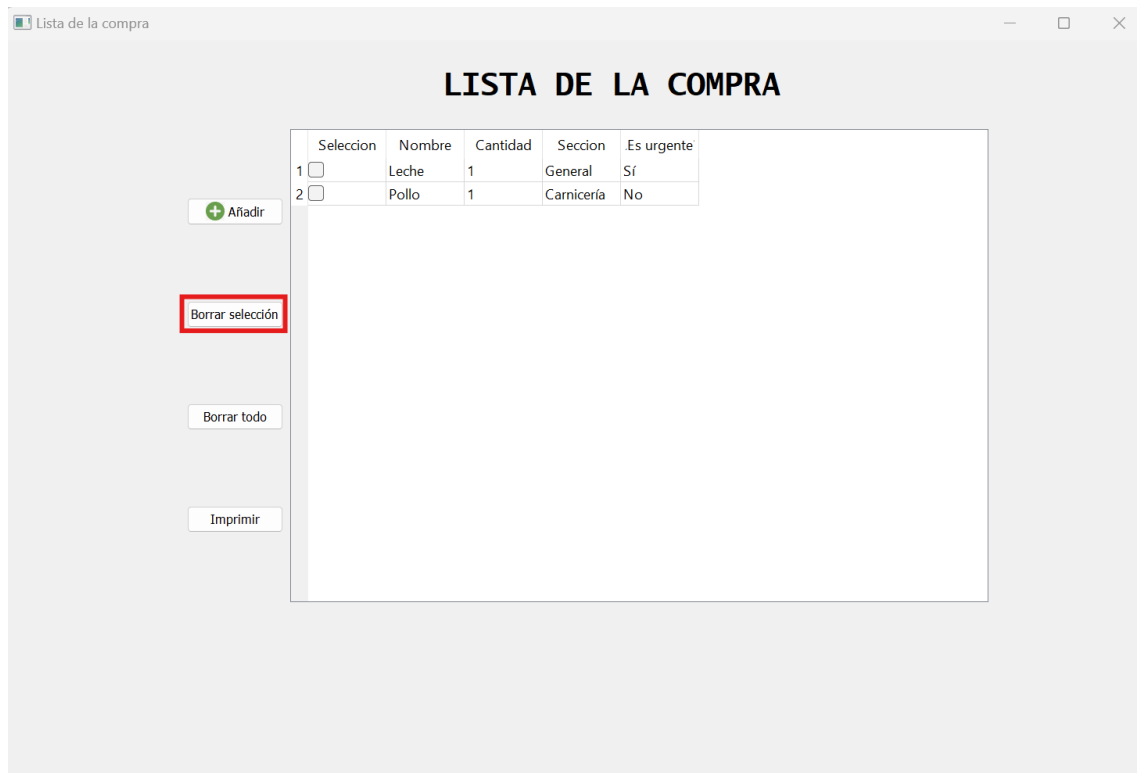 Lista de la compra
LISTA DE LA COMPRA
Seleccion Nombre Cantidad Seccion Es urgente
1 Leche 1 General Sí
2 Pollo 1 Carnicería No
Añadir
Borrar selección
Borrar todo
Imprimir